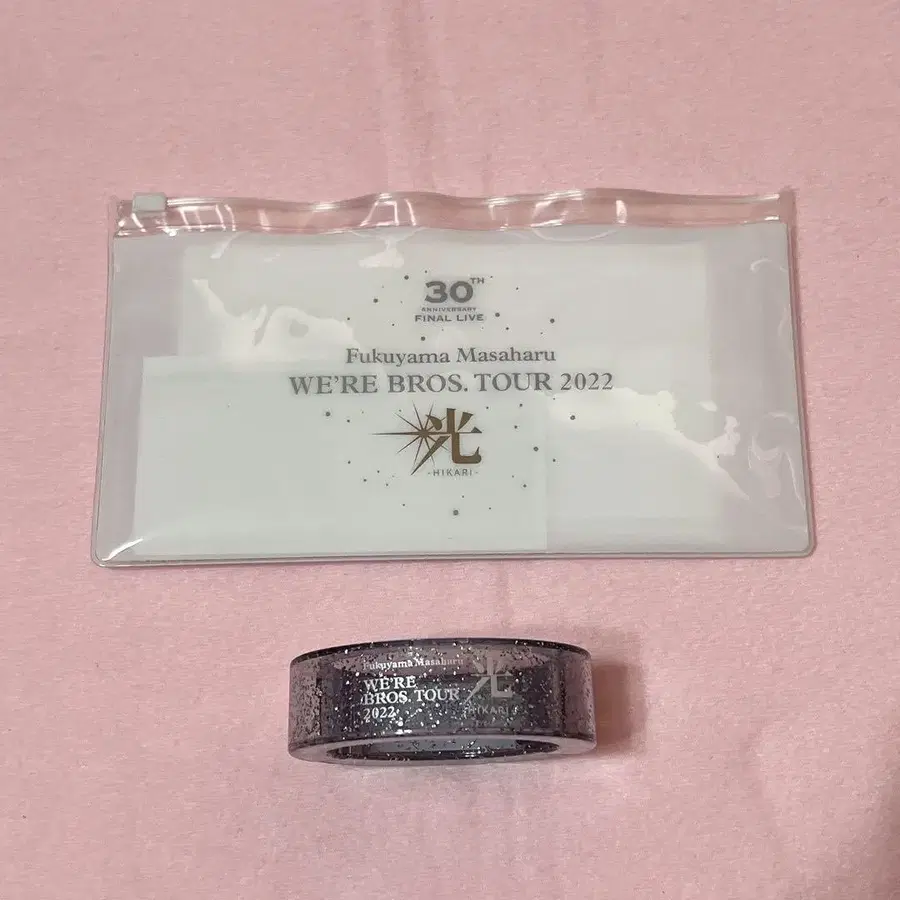 30TH
ANNIVERSARY
FINAL LIVE
Fukuyama Masaharu
WE'RE BROS. TOUR 2022
光
-HIKARI-
Fukuyama Masaharu
WE'RE
BROS. TOUR
2022
光
-HIKARI-